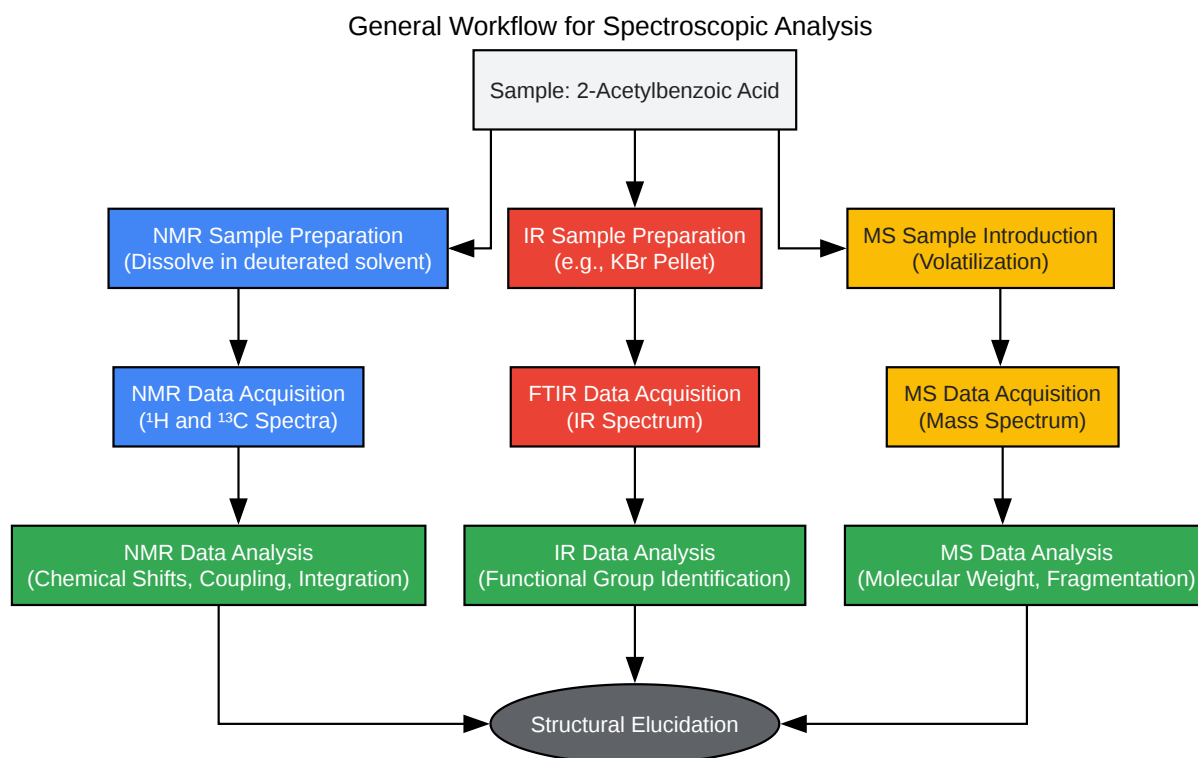 General Workflow for Spectroscopic Analysis
Sample: 2-Acetylbenzoic Acid
NMR Sample Preparation
(Dissolve in deuterated solvent)
IR Sample Preparation
(e.g., KBr Pellet)
MS Sample Introduction
(Volatilization)
NMR Data Acquisition
(¹H and ¹³C Spectra)
FTIR Data Acquisition
(IR Spectrum)
MS Data Acquisition
(Mass Spectrum)
NMR Data Analysis
(Chemical Shifts, Coupling, Integration)
IR Data Analysis
(Functional Group Identification)
MS Data Analysis
(Molecular Weight, Fragmentation)
Structural Elucidation